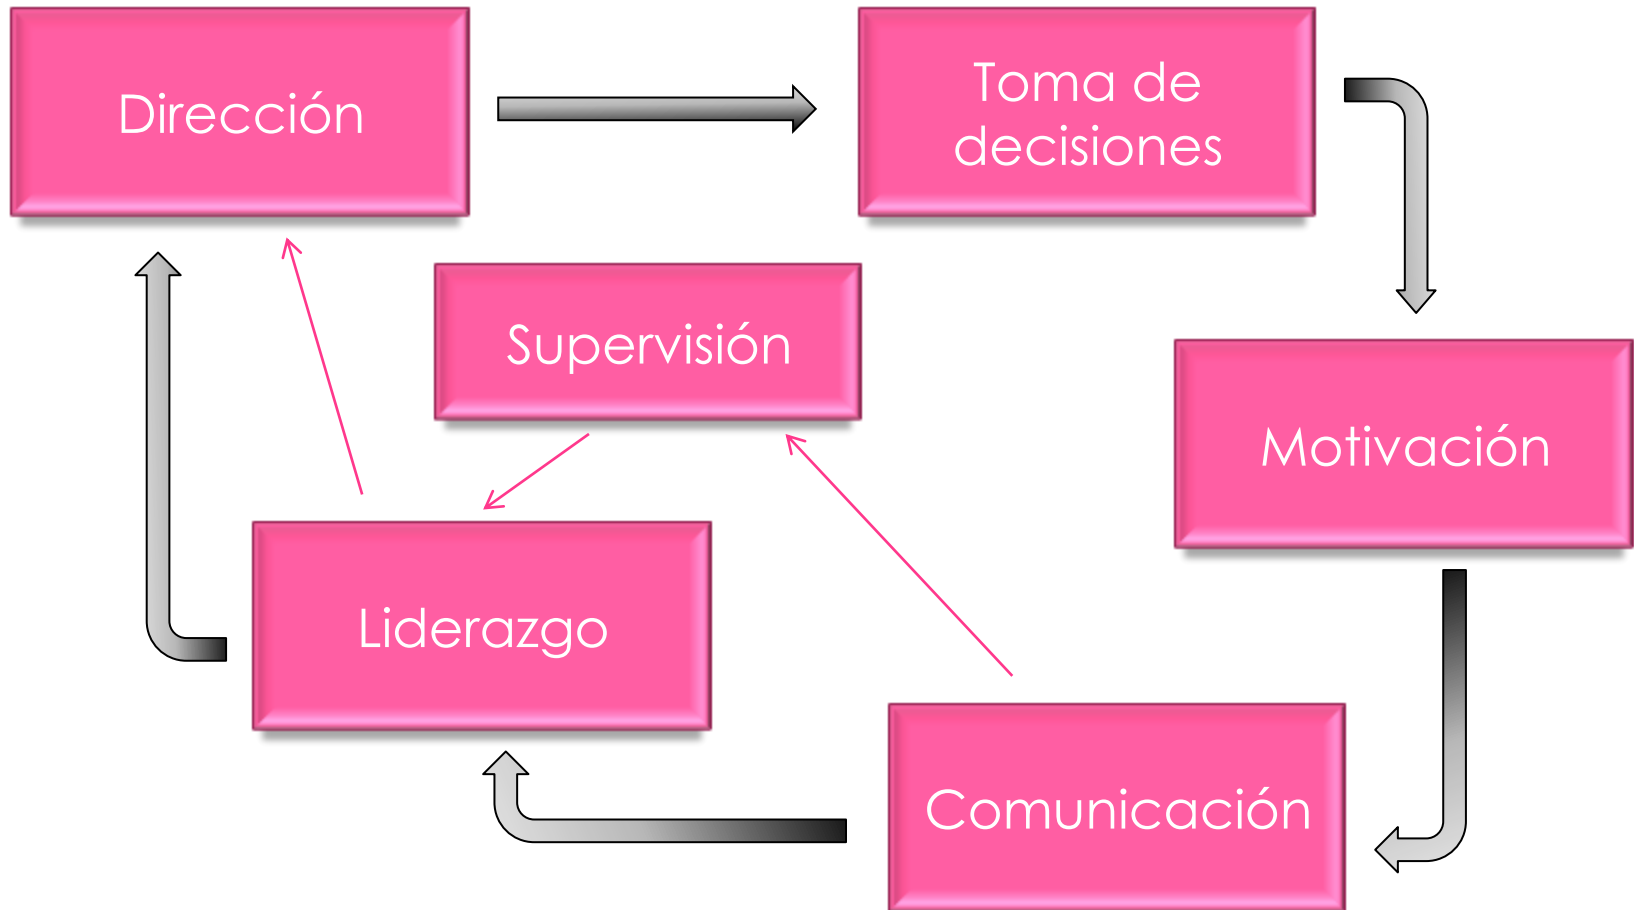 Dirección
Toma de
decisiones
Supervisión
Motivación
Liderazgo
Comunicación